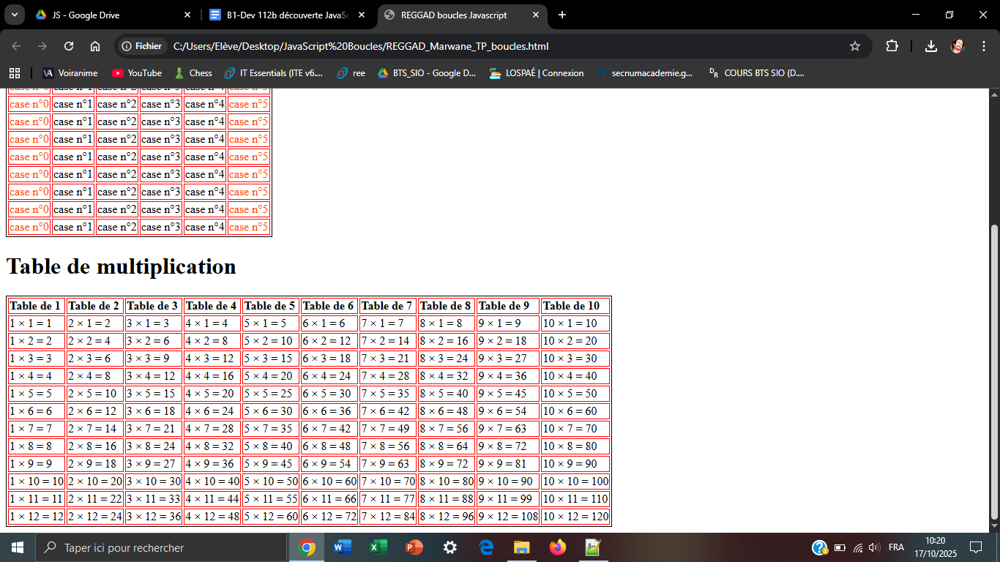 JS - Google Drive
B1-Dev 112b découverte JavaSc
REGGAD boucles Javascript
Fichier C:/Users/Elève/Desktop/JavaScript%20Boucles/REGGAD_Marwane_TP_boucles.html
Voiranime YouTube Chess IT Essentials (ITE v6.... ree BTS_SIO - Google D... LOSPAÉ | Connexion secnumacademie.g... DR COURS BTS SIO (D....
case n°0 case n°1 case n°2 case n°3 case n°4 case n°5
case n°0 case n°1 case n°2 case n°3 case n°4 case n°5
case n°0 case n°1 case n°2 case n°3 case n°4 case n°5
case n°0 case n°1 case n°2 case n°3 case n°4 case n°5
case n°0 case n°1 case n°2 case n°3 case n°4 case n°5
case n°0 case n°1 case n°2 case n°3 case n°4 case n°5
case n°0 case n°1 case n°2 case n°3 case n°4 case n°5
case n°0 case n°1 case n°2 case n°3 case n°4 case n°5
case n°0 case n°1 case n°2 case n°3 case n°4 case n°5
Table de multiplication
Table de 1 Table de 2 Table de 3 Table de 4 Table de 5 Table de 6 Table de 7 Table de 8 Table de 9 Table de 10
1 × 1 = 1 2 × 1 = 2 3 × 1 = 3 4 × 1 = 4 5 × 1 = 5 6 × 1 = 6 7 × 1 = 7 8 × 1 = 8 9 × 1 = 9 10 × 1 = 10
1 × 2 = 2 2 × 2 = 4 3 × 2 = 6 4 × 2 = 8 5 × 2 = 10 6 × 2 = 12 7 × 2 = 14 8 × 2 = 16 9 × 2 = 18 10 × 2 = 20
1 × 3 = 3 2 × 3 = 6 3 × 3 = 9 4 × 3 = 12 5 × 3 = 15 6 × 3 = 18 7 × 3 = 21 8 × 3 = 24 9 × 3 = 27 10 × 3 = 30
1 × 4 = 4 2 × 4 = 8 3 × 4 = 12 4 × 4 = 16 5 × 4 = 20 6 × 4 = 24 7 × 4 = 28 8 × 4 = 32 9 × 4 = 36 10 × 4 = 40
1 × 5 = 5 2 × 5 = 10 3 × 5 = 15 4 × 5 = 20 5 × 5 = 25 6 × 5 = 30 7 × 5 = 35 8 × 5 = 40 9 × 5 = 45 10 × 5 = 50
1 × 6 = 6 2 × 6 = 12 3 × 6 = 18 4 × 6 = 24 5 × 6 = 30 6 × 6 = 36 7 × 6 = 42 8 × 6 = 48 9 × 6 = 54 10 × 6 = 60
1 × 7 = 7 2 × 7 = 14 3 × 7 = 21 4 × 7 = 28 5 × 7 = 35 6 × 7 = 42 7 × 7 = 49 8 × 7 = 56 9 × 7 = 63 10 × 7 = 70
1 × 8 = 8 2 × 8 = 16 3 × 8 = 24 4 × 8 = 32 5 × 8 = 40 6 × 8 = 48 7 × 8 = 56 8 × 8 = 64 9 × 8 = 72 10 × 8 = 80
1 × 9 = 9 2 × 9 = 18 3 × 9 = 27 4 × 9 = 36 5 × 9 = 45 6 × 9 = 54 7 × 9 = 63 8 × 9 = 72 9 × 9 = 81 10 × 9 = 90
1 × 10 = 10 2 × 10 = 20 3 × 10 = 30 4 × 10 = 40 5 × 10 = 50 6 × 10 = 60 7 × 10 = 70 8 × 10 = 80 9 × 10 = 90 10 × 10 = 100
1 × 11 = 11 2 × 11 = 22 3 × 11 = 33 4 × 11 = 44 5 × 11 = 55 6 × 11 = 66 7 × 11 = 77 8 × 11 = 88 9 × 11 = 99 10 × 11 = 110
1 × 12 = 12 2 × 12 = 24 3 × 12 = 36 4 × 12 = 48 5 × 12 = 60 6 × 12 = 72 7 × 12 = 84 8 × 12 = 96 9 × 12 = 108 10 × 12 = 120
Taper ici pour rechercher
FRA
10:20
17/10/2025